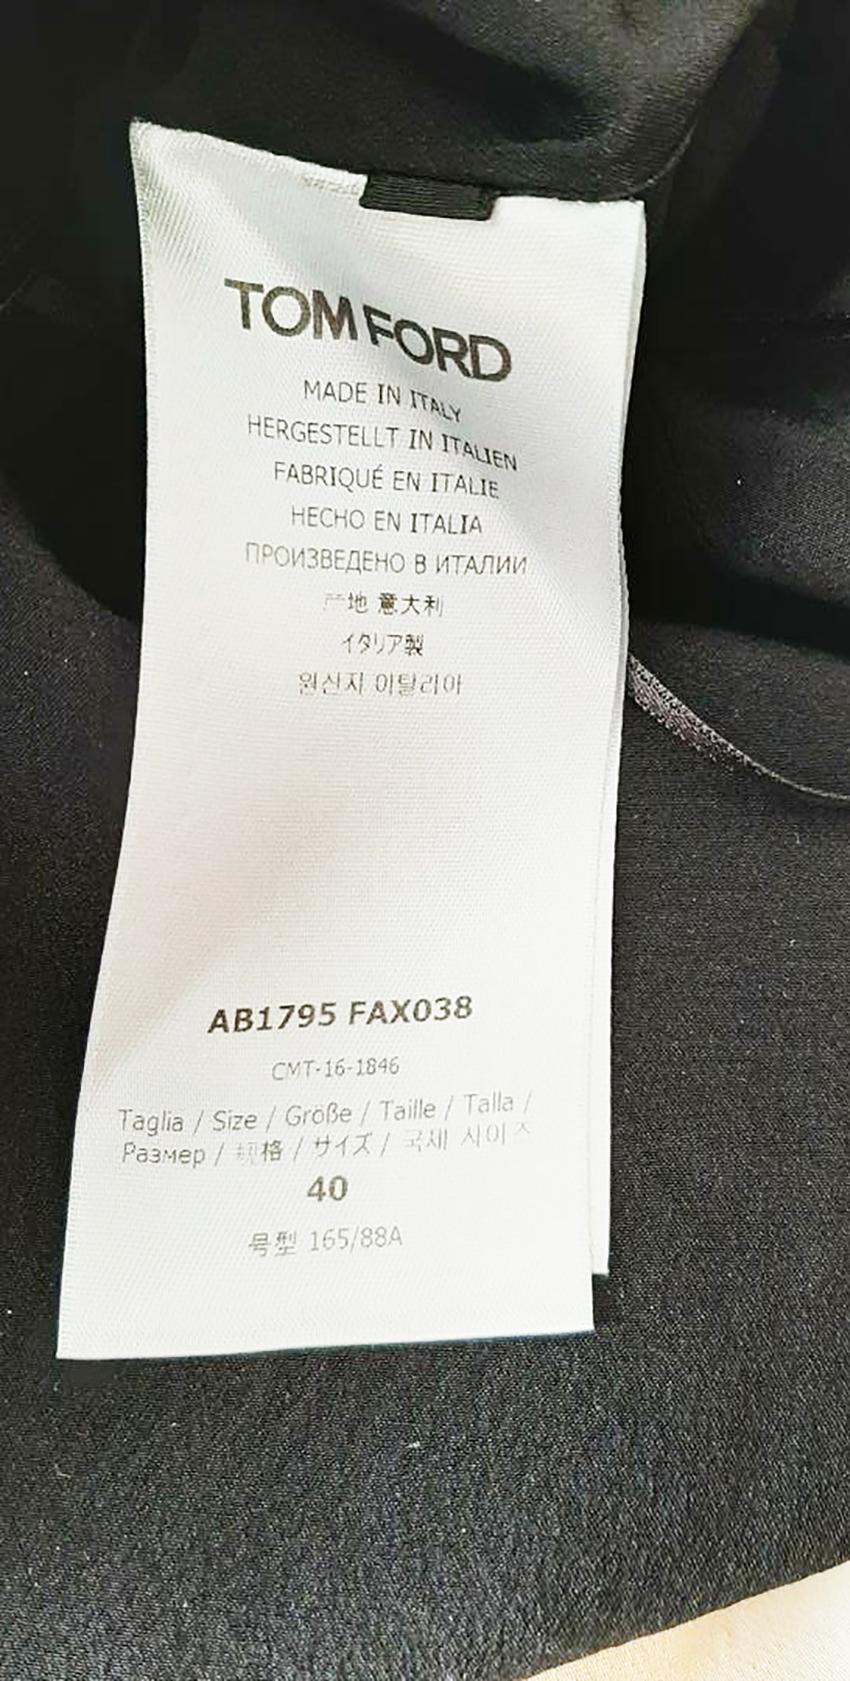 TOM FORD
MADE IN ITALY
HERGESTELLT IN ITALIEN
FABRIQUÉ EN ITALIE
HECHO EN ITALIA
ПРОИЗВЕДЕНО В ИТАЛИИ
产地 意大利
イタリア製
원산지 이탈리아
AB1795 FAX038
CMT-16-1846
Taglia / Size / Größe / Taille / Talla /
Размер / 规格 / サイズ / 국제 사이즈
40
号型 165/88A